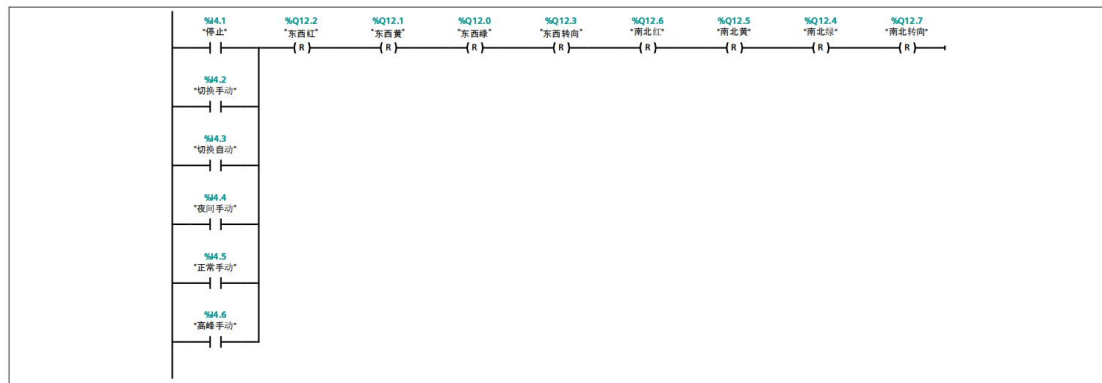 %I4.1 %Q12.2 %Q12.1 %Q12.0 %Q12.3 %Q12.6 %Q12.5 %Q12.4 %Q12.7
"停止" "东西红" "东西黄" "东西绿" "东西转向" "南北红" "南北黄" "南北绿" "南北转向"
R R R R R R R R
%I4.2
"切换手动"
%I4.3
"切换自动"
%I4.4
"夜间手动"
%I4.5
"正常手动"
%I4.6
"高峰手动"